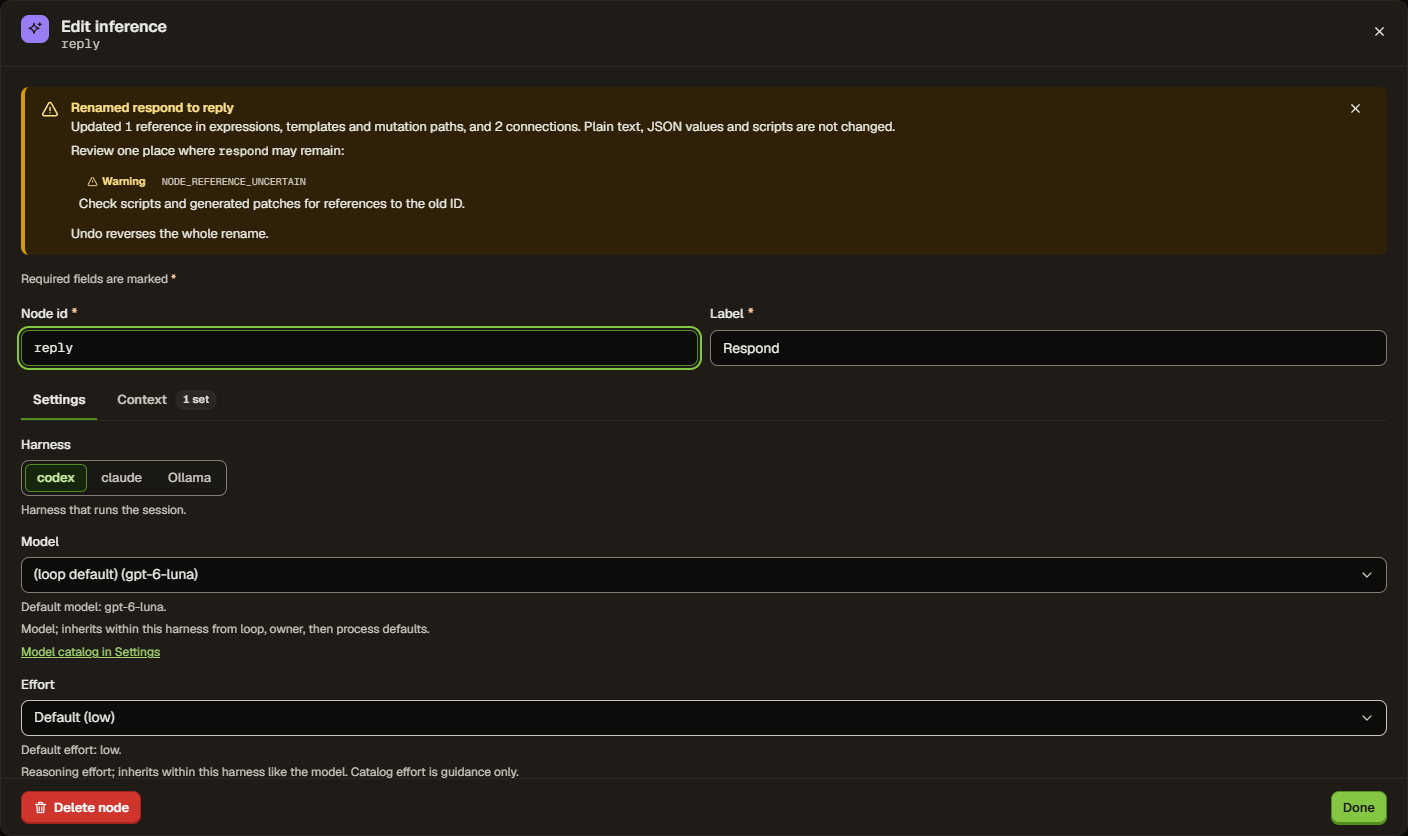 Edit inference
reply
Renamed respond to reply
Updated 1 reference in expressions, templates and mutation paths, and 2 connections. Plain text, JSON values and scripts are not changed.
Review one place where respond may remain:
Warning NODE_REFERENCE_UNCERTAIN
Check scripts and generated patches for references to the old ID.
Undo reverses the whole rename.
Required fields are marked *
Node id * Label *
reply Respond
Settings Context 1 set
Harness
codex claude Ollama
Harness that runs the session.
Model
(loop default) (gpt-6-luna)
Default model: gpt-6-luna.
Model; inherits within this harness from loop, owner, then process defaults.
Model catalog in Settings
Effort
Default (low)
Default effort: low.
Reasoning effort; inherits within this harness like the model. Catalog effort is guidance only.
Delete node Done